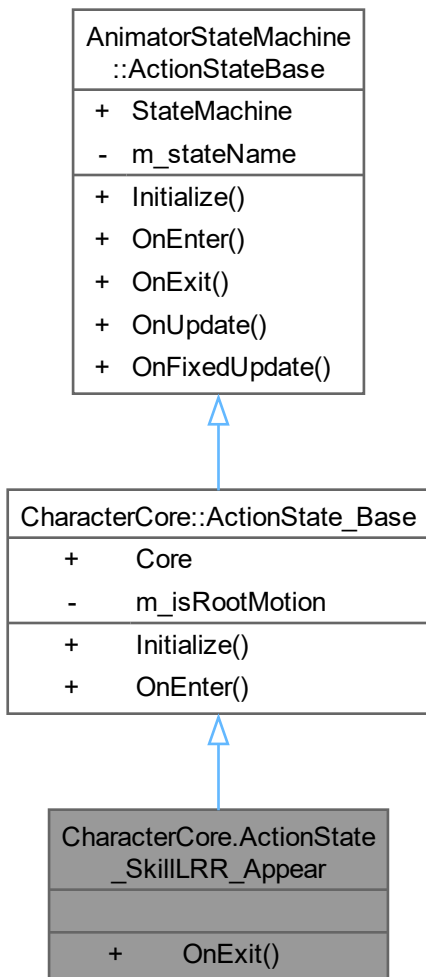 AnimatorStateMachine
::ActionStateBase
+ StateMachine
- m_stateName
+ Initialize()
+ OnEnter()
+ OnExit()
+ OnUpdate()
+ OnFixedUpdate()
CharacterCore::ActionState_Base
+ Core
- m_isRootMotion
+ Initialize()
+ OnEnter()
CharacterCore.ActionState
_SkillLRR_Appear
+ OnExit()